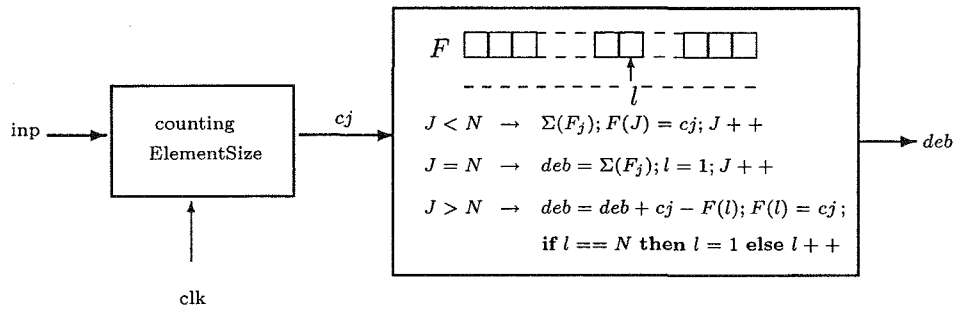 F
l
inp
counting
ElementSize
cj
J < N → Σ(F_j); F(J) = cj; J++
J = N → deb = Σ(F_j); l = 1; J++
J > N → deb = deb + cj − F(l); F(l) = cj;
if l == N then l = 1 else l++
deb
clk